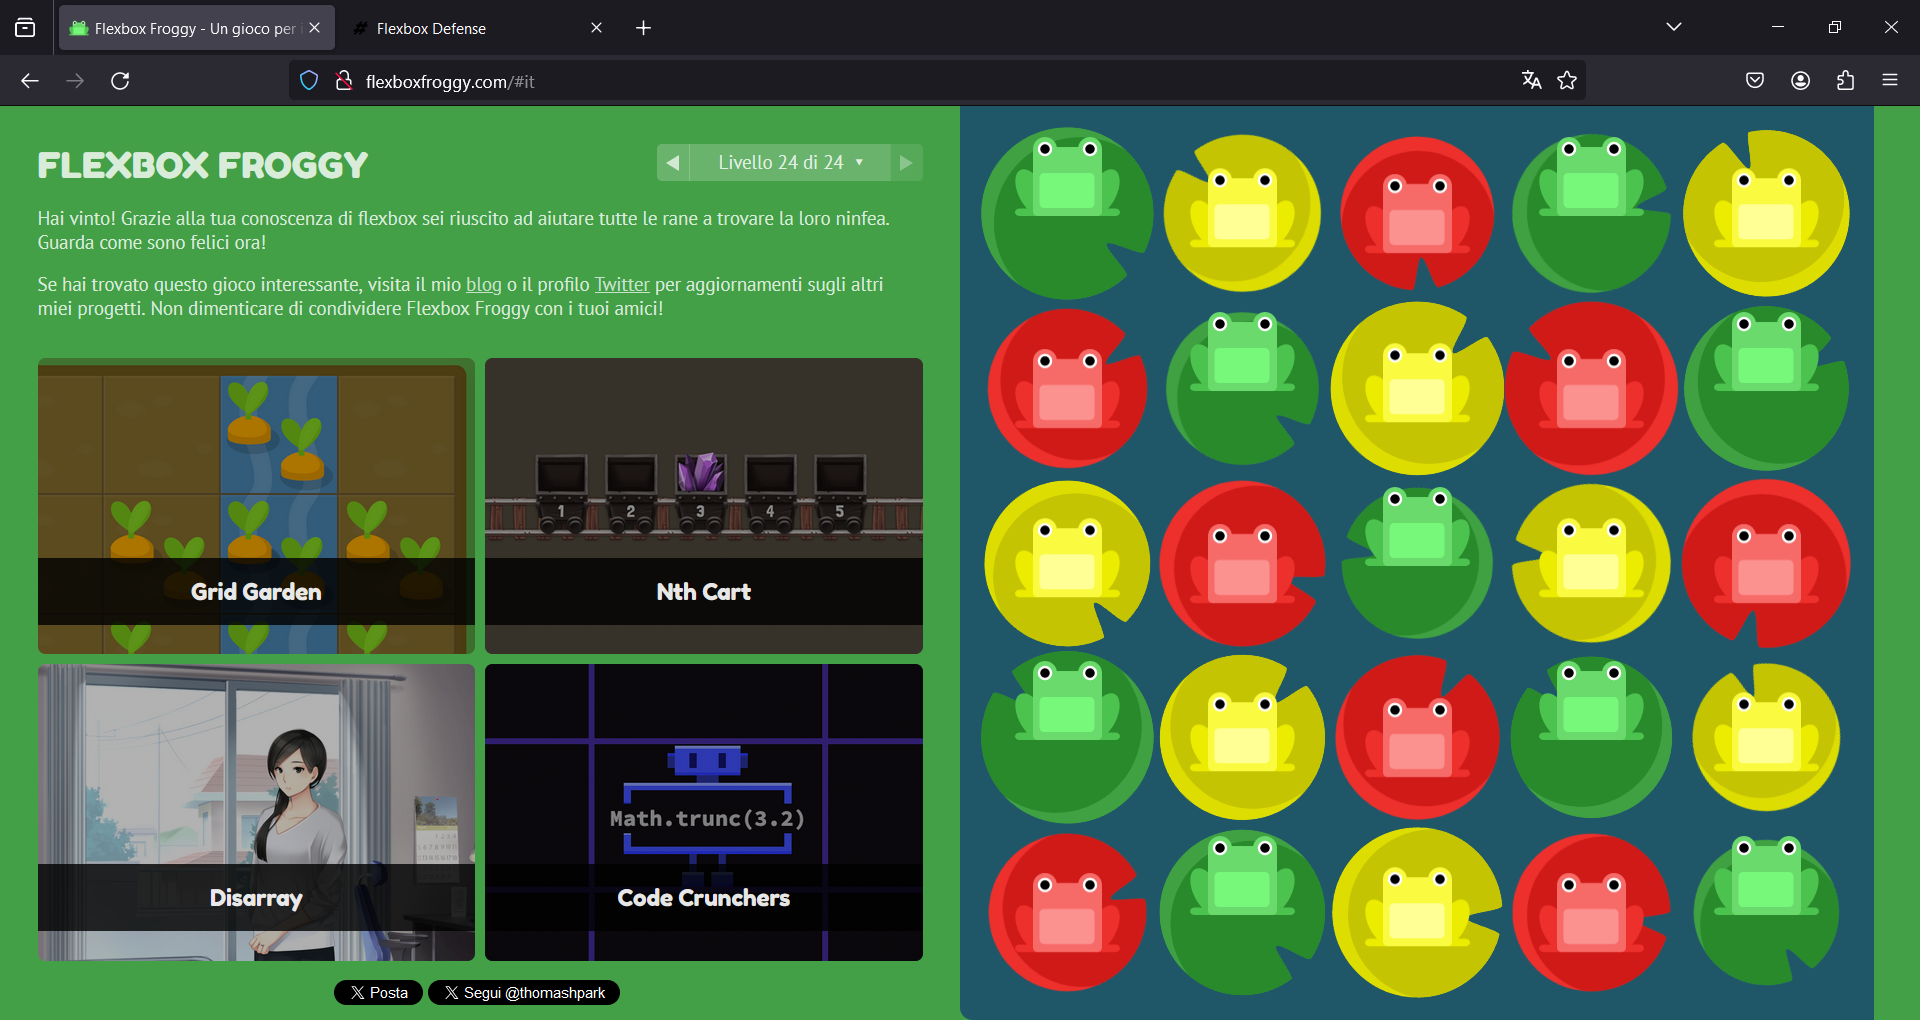 Flexbox Froggy - Un gioco per i
Flexbox Defense
flexboxfroggy.com/#it
FLEXBOX FROGGY
Livello 24 di 24
Hai vinto! Grazie alla tua conoscenza di flexbox sei riuscito ad aiutare tutte le rane a trovare la loro ninfea.
Guarda come sono felici ora!
Se hai trovato questo gioco interessante, visita il mio blog o il profilo Twitter per aggiornamenti sugli altri
miei progetti. Non dimenticare di condividere Flexbox Froggy con i tuoi amici!
Grid Garden
1 2 3 4 5
Nth Cart
Disarray
Math.trunc(3.2)
Code Crunchers
Posta
Segui @thomashpark